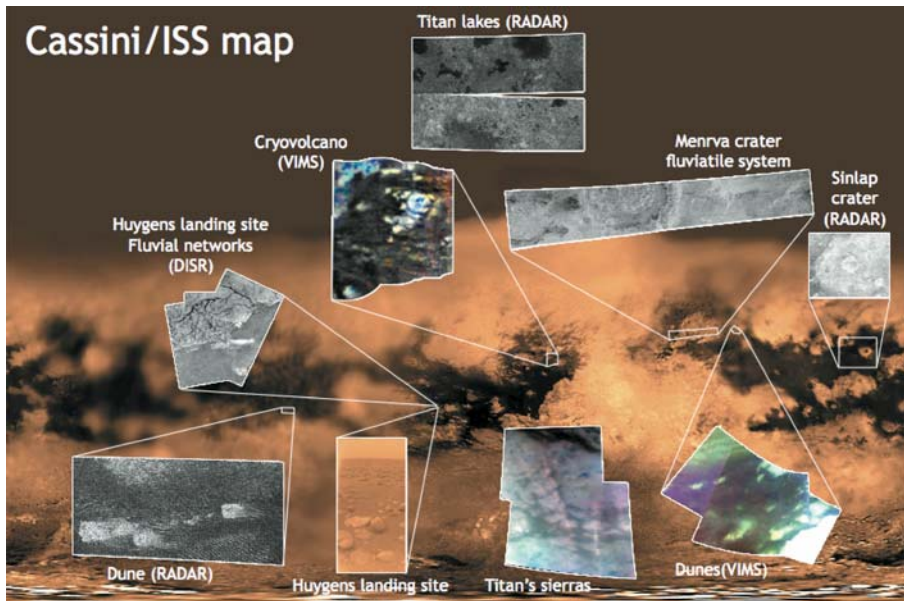 Cassini/ISS map
Titan lakes (RADAR)
Cryovolcano
(VIMS)
Menrva crater
fluviatile system
Sinlap
crater
(RADAR)
Huygens landing site
Fluvial networks
(DISR)
Dune (RADAR)
Huygens landing site
Titan's sierras
Dunes(VIMS)